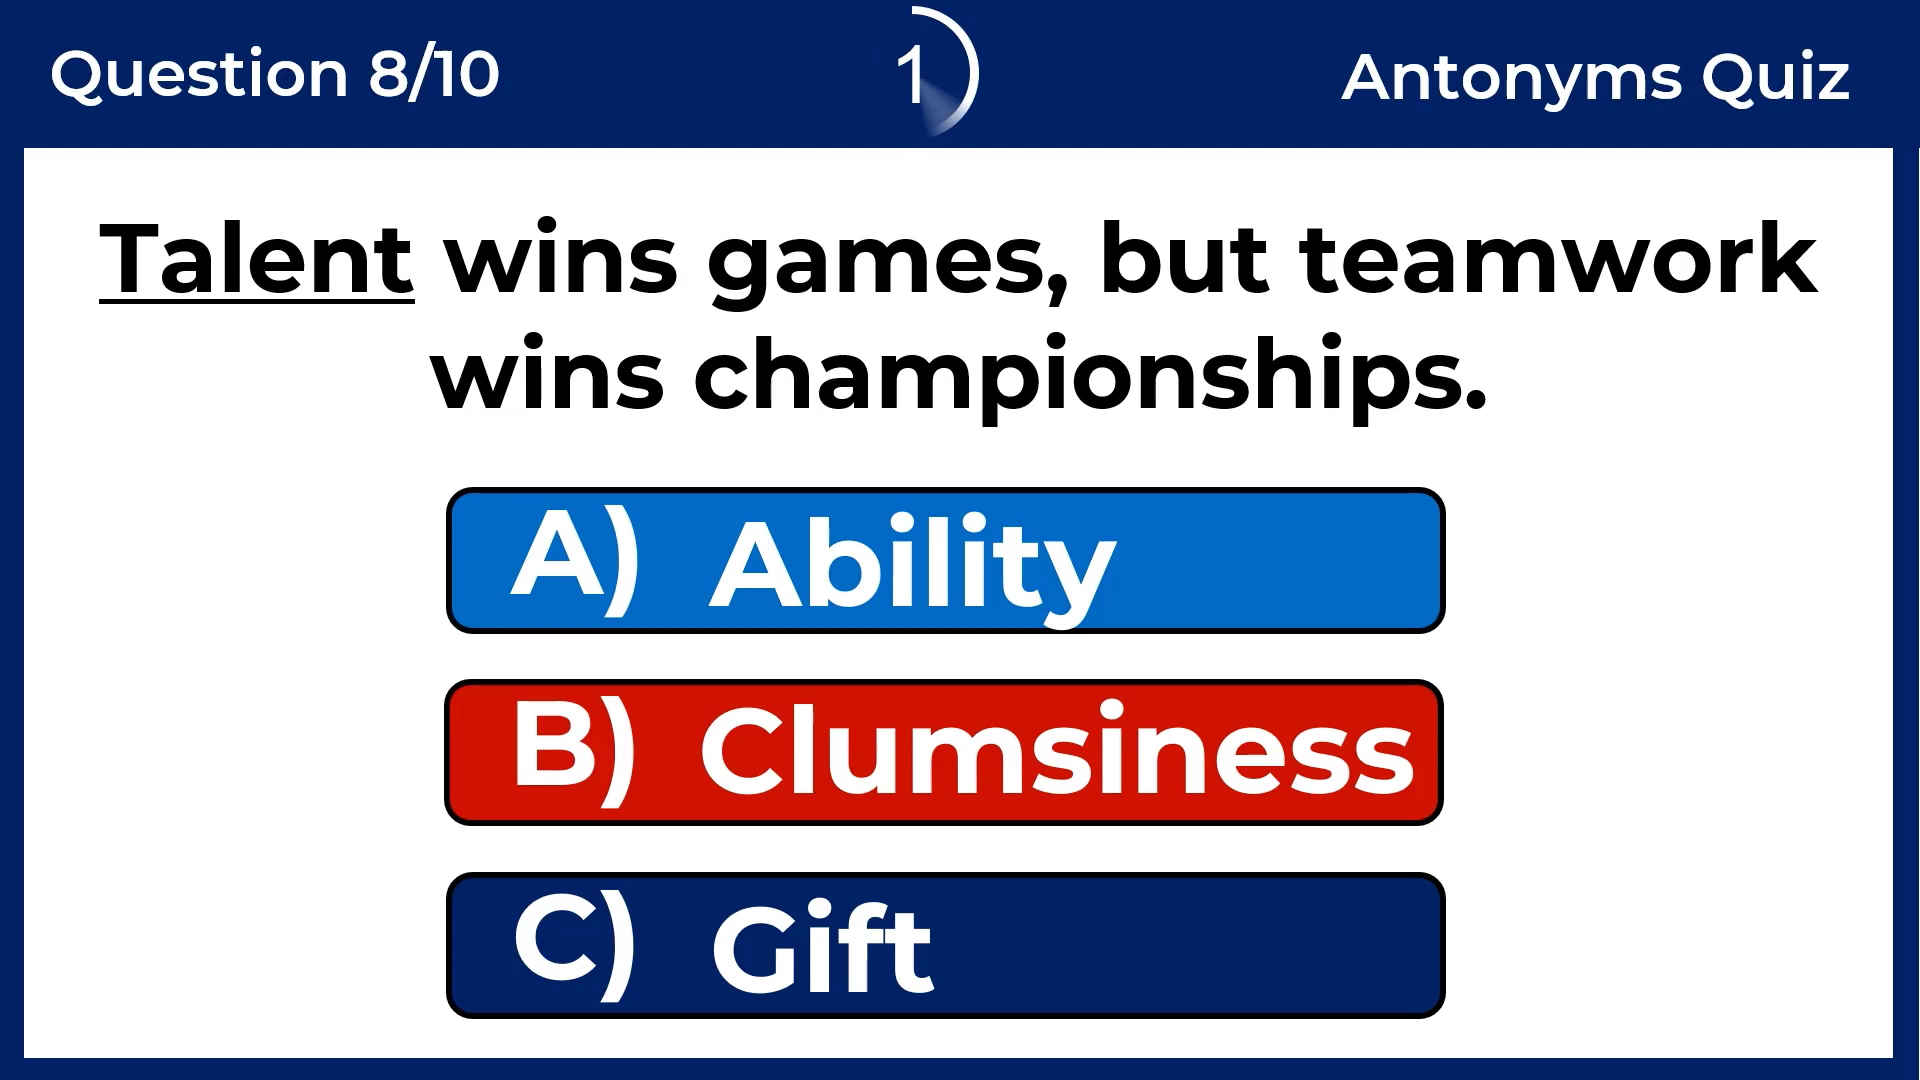 Question 8/10
1
Antonyms Quiz
Talent wins games, but teamwork
wins championships.
A) Ability
B) Clumsiness
C) Gift